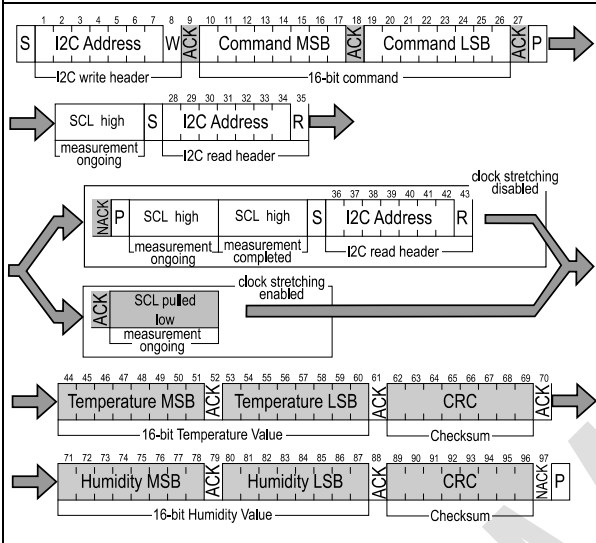 1 2 3 4 5 6 7 8 9 10 11 12 13 14 15 16 17 18 19 20 21 22 23 24 25 26 27
S I2C Address W ACK Command MSB ACK Command LSB ACK P
I2C write header 16-bit command
28 29 30 31 32 33 34 35
SCL high S I2C Address R
measurement ongoing I2C read header
clock stretching disabled
36 37 38 39 40 41 42 43
NACK P SCL high SCL high S I2C Address R
measurement ongoing measurement completed I2C read header
clock stretching enabled
ACK SCL pulled low
measurement ongoing
44 45 46 47 48 49 50 51 52 53 54 55 56 57 58 59 60 61 62 63 64 65 66 67 68 69 70
Temperature MSB ACK Temperature LSB ACK CRC ACK
16-bit Temperature Value Checksum
71 72 73 74 75 76 77 78 79 80 81 82 83 84 85 86 87 88 89 90 91 92 93 94 95 96 97
Humidity MSB ACK Humidity LSB ACK CRC NACK P
16-bit Humidity Value Checksum